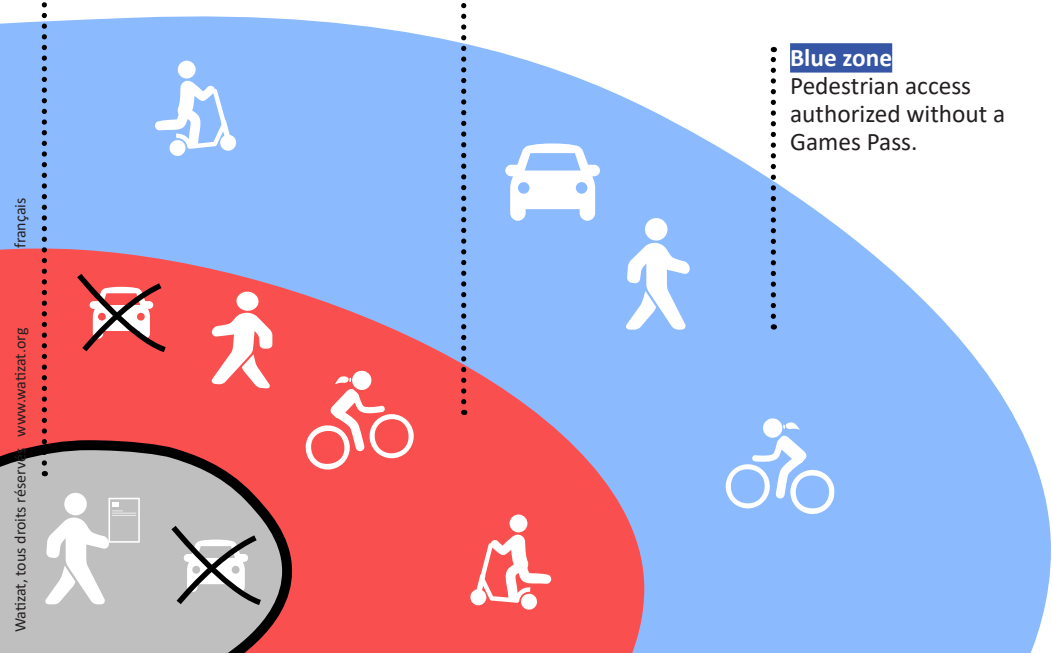 Blue zone
Pedestrian access
authorized without a
Games Pass.
Watizat, tous droits réservés www.watizat.org français